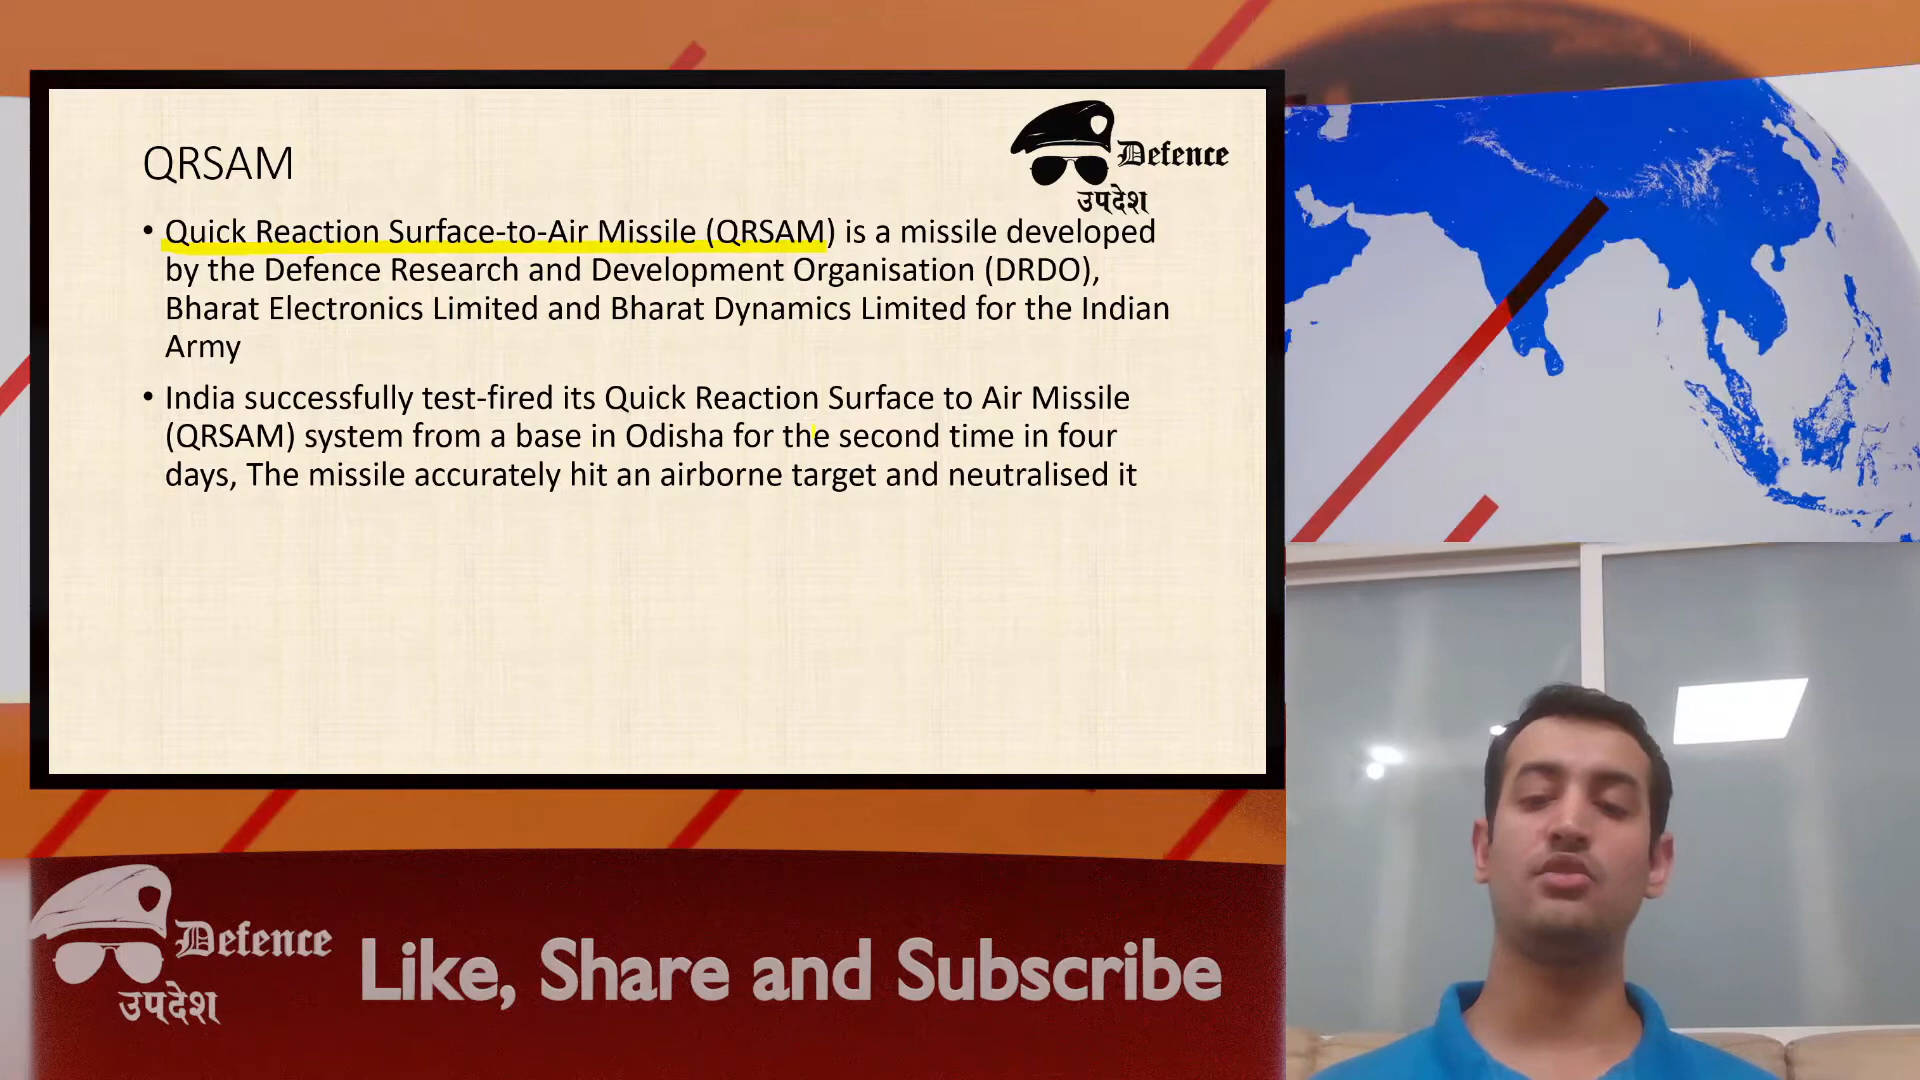 QRSAM
Defence
उपदेश
• Quick Reaction Surface-to-Air Missile (QRSAM) is a missile developed
by the Defence Research and Development Organisation (DRDO),
Bharat Electronics Limited and Bharat Dynamics Limited for the Indian
Army
• India successfully test-fired its Quick Reaction Surface to Air Missile
(QRSAM) system from a base in Odisha for the second time in four
days, The missile accurately hit an airborne target and neutralised it
Defence
उपदेश
Like, Share and Subscribe